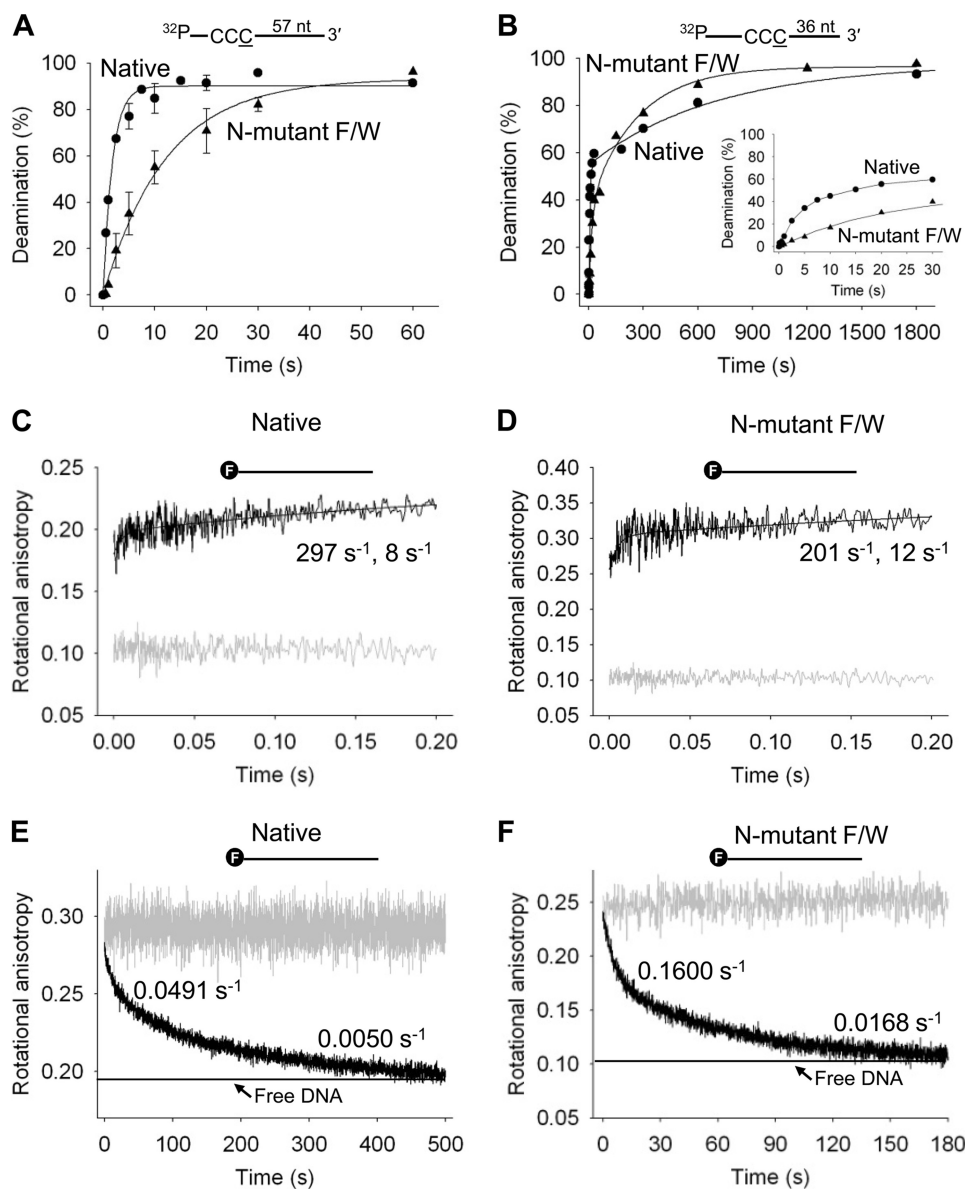 A
³²P
CCC
57 nt
3′
Native
N-mutant F/W
Deamination (%)
100
80
60
40
20
0
0 10 20 30 40 50 60
Time (s)
B
³²P
CCC
36 nt
3′
N-mutant F/W
Native
Deamination (%)
100
80
60
40
20
0
0 300 600 900 1200 1500 1800
Time (s)
Deamination (%)
100
80
60
40
20
0
Native
N-mutant F/W
0 5 10 15 20 25 30
Time (s)
C
Native
F
Rotational anisotropy
0.25
0.20
0.15
0.10
0.05
297 s⁻¹, 8 s⁻¹
0.00 0.05 0.10 0.15 0.20
Time (s)
D
N-mutant F/W
F
Rotational anisotropy
0.40
0.30
0.20
0.10
0.00
201 s⁻¹, 12 s⁻¹
0.00 0.05 0.10 0.15 0.20
Time (s)
E
Native
F
Rotational anisotropy
0.30
0.25
0.20
0.0491 s⁻¹
0.0050 s⁻¹
Free DNA
0 100 200 300 400 500
Time (s)
F
N-mutant F/W
F
Rotational anisotropy
0.25
0.20
0.15
0.10
0.05
0.1600 s⁻¹
0.0168 s⁻¹
Free DNA
0 30 60 90 120 150 180
Time (s)